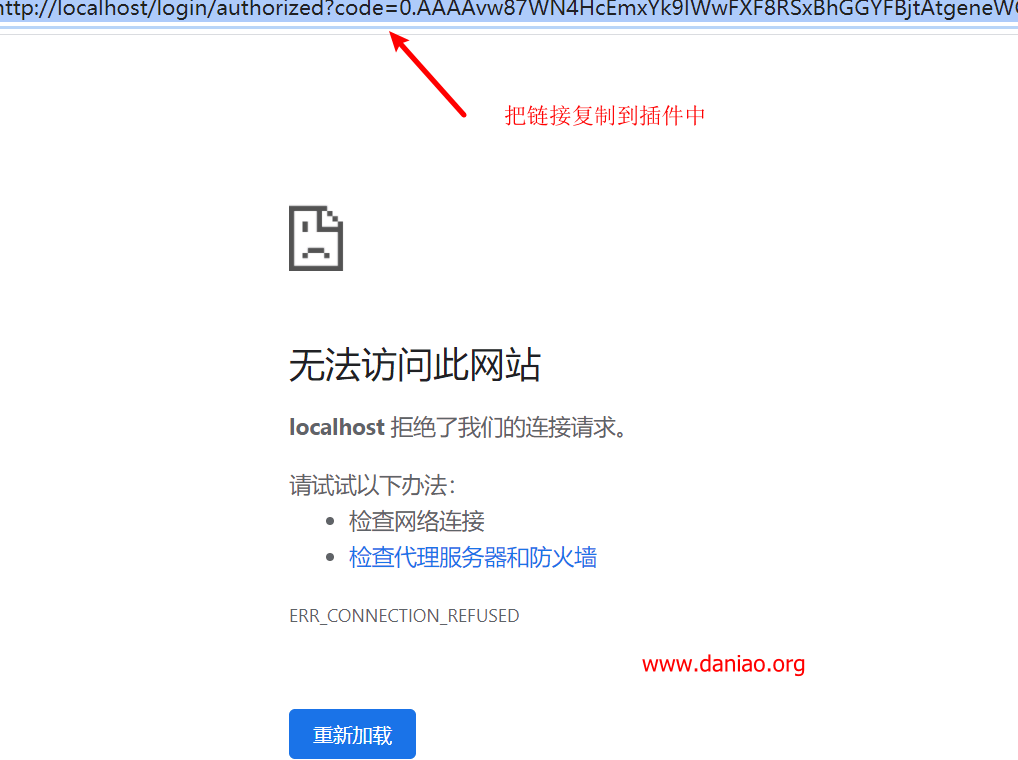 http://localhost/login/authorized?code=0.AAAAvw87WN4HcEmxYk9IWwFXF8RSxBhGGYFBjtAtgeneW
把链接复制到插件中
无法访问此网站
localhost 拒绝了我们的连接请求。
请试试以下办法：
检查网络连接
检查代理服务器和防火墙
ERR_CONNECTION_REFUSED
www.daniao.org
重新加载